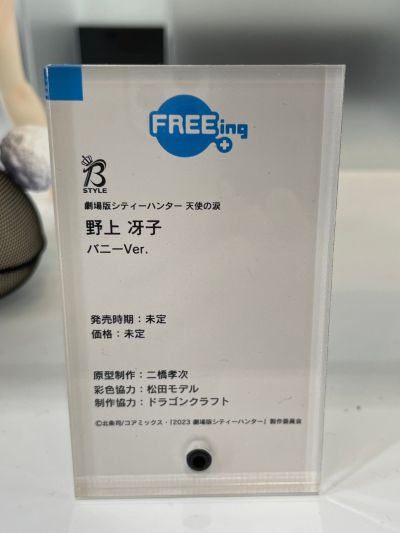 FREEing
B
STYLE
劇場版シティーハンター 天使の涙
野上 冴子
バニーVer.
発売時期：未定
価格：未定
原型制作：二橋孝次
彩色協力：松田モデル
制作協力：ドラゴンクラフト
©北条司/コアミックス・「2023 劇場版シティーハンター」製作委員会